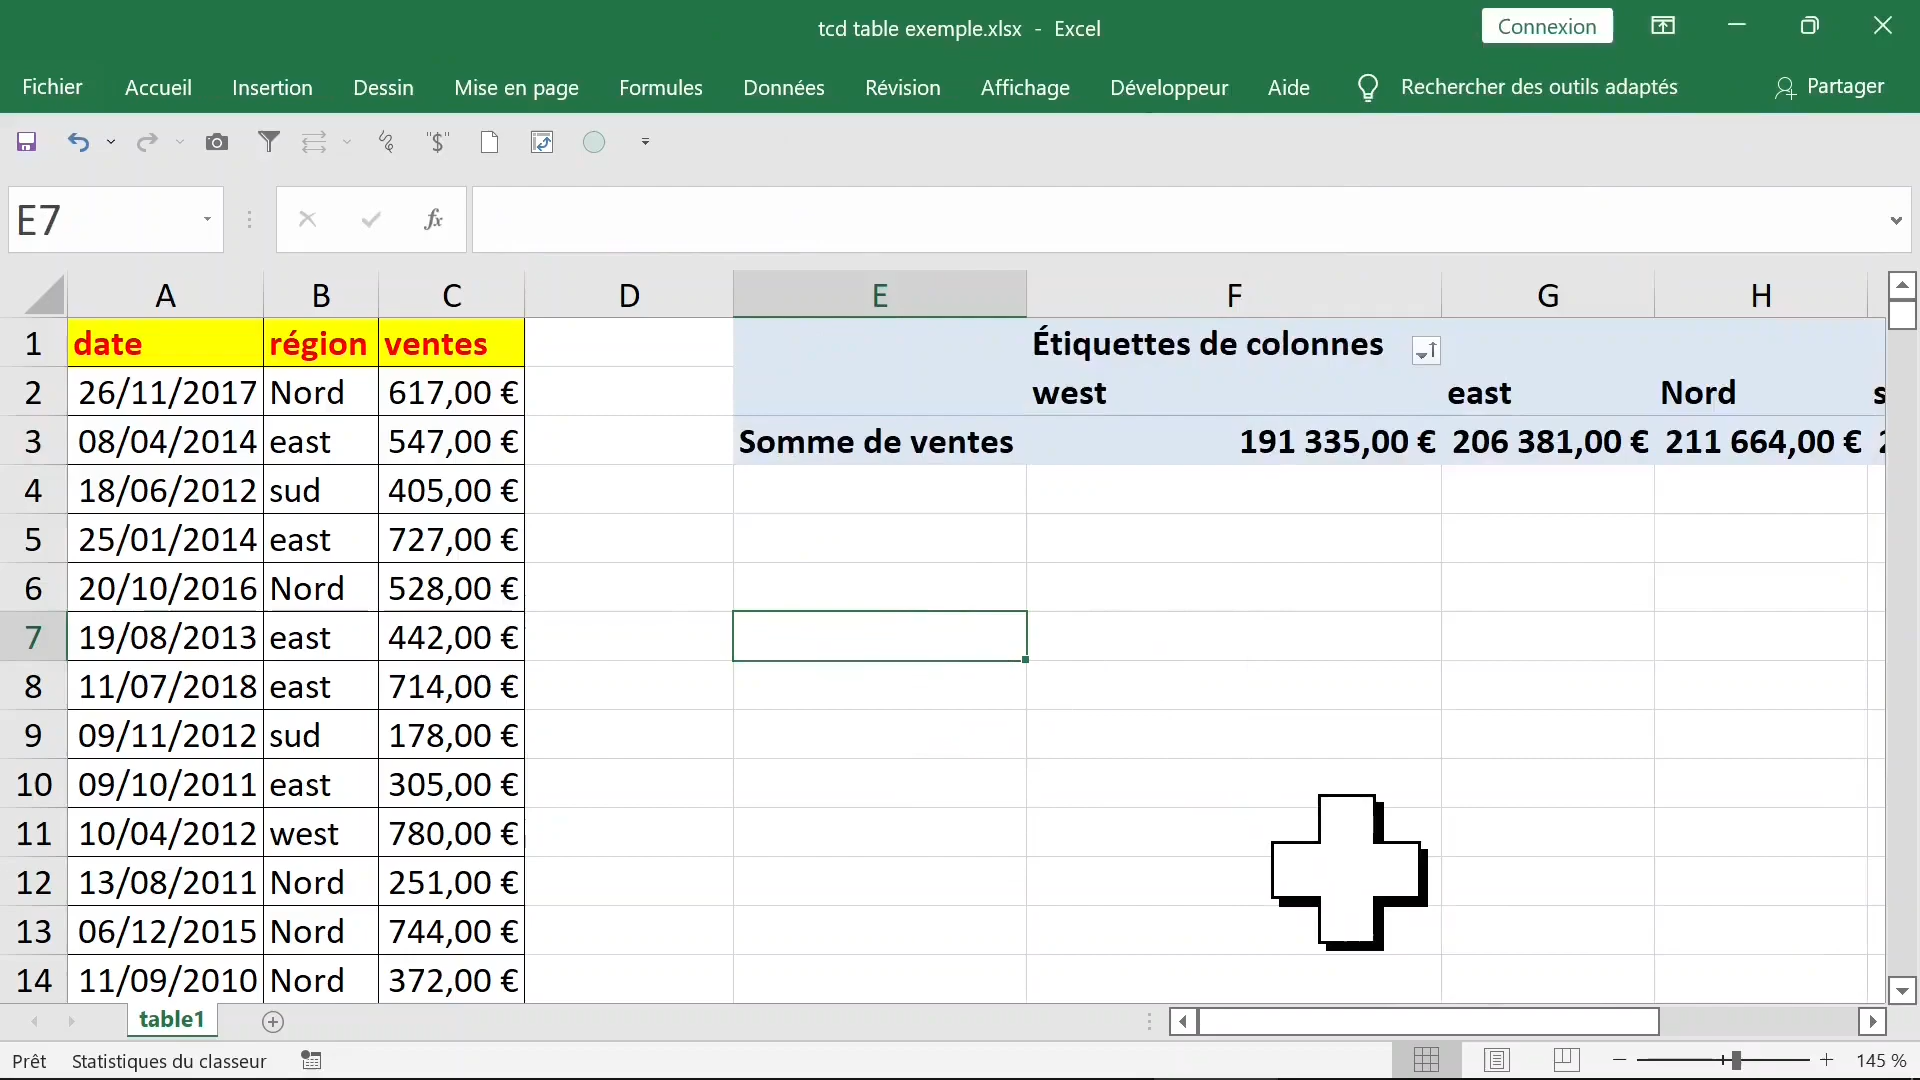 tcd table exemple.xlsx - Excel
Connexion
Fichier Accueil Insertion Dessin Mise en page Formules Données Révision Affichage Développeur Aide Rechercher des outils adaptés Partager
"$"
E7 fx
A B C D E F G H
1 date région ventes Étiquettes de colonnes
2 26/11/2017 Nord 617,00 € west east Nord s
3 08/04/2014 east 547,00 € Somme de ventes 191 335,00 € 206 381,00 € 211 664,00 €
4 18/06/2012 sud 405,00 €
5 25/01/2014 east 727,00 €
6 20/10/2016 Nord 528,00 €
7 19/08/2013 east 442,00 €
8 11/07/2018 east 714,00 €
9 09/11/2012 sud 178,00 €
10 09/10/2011 east 305,00 €
11 10/04/2012 west 780,00 €
12 13/08/2011 Nord 251,00 €
13 06/12/2015 Nord 744,00 €
14 11/09/2010 Nord 372,00 €
table1
Prêt Statistiques du classeur 145 %